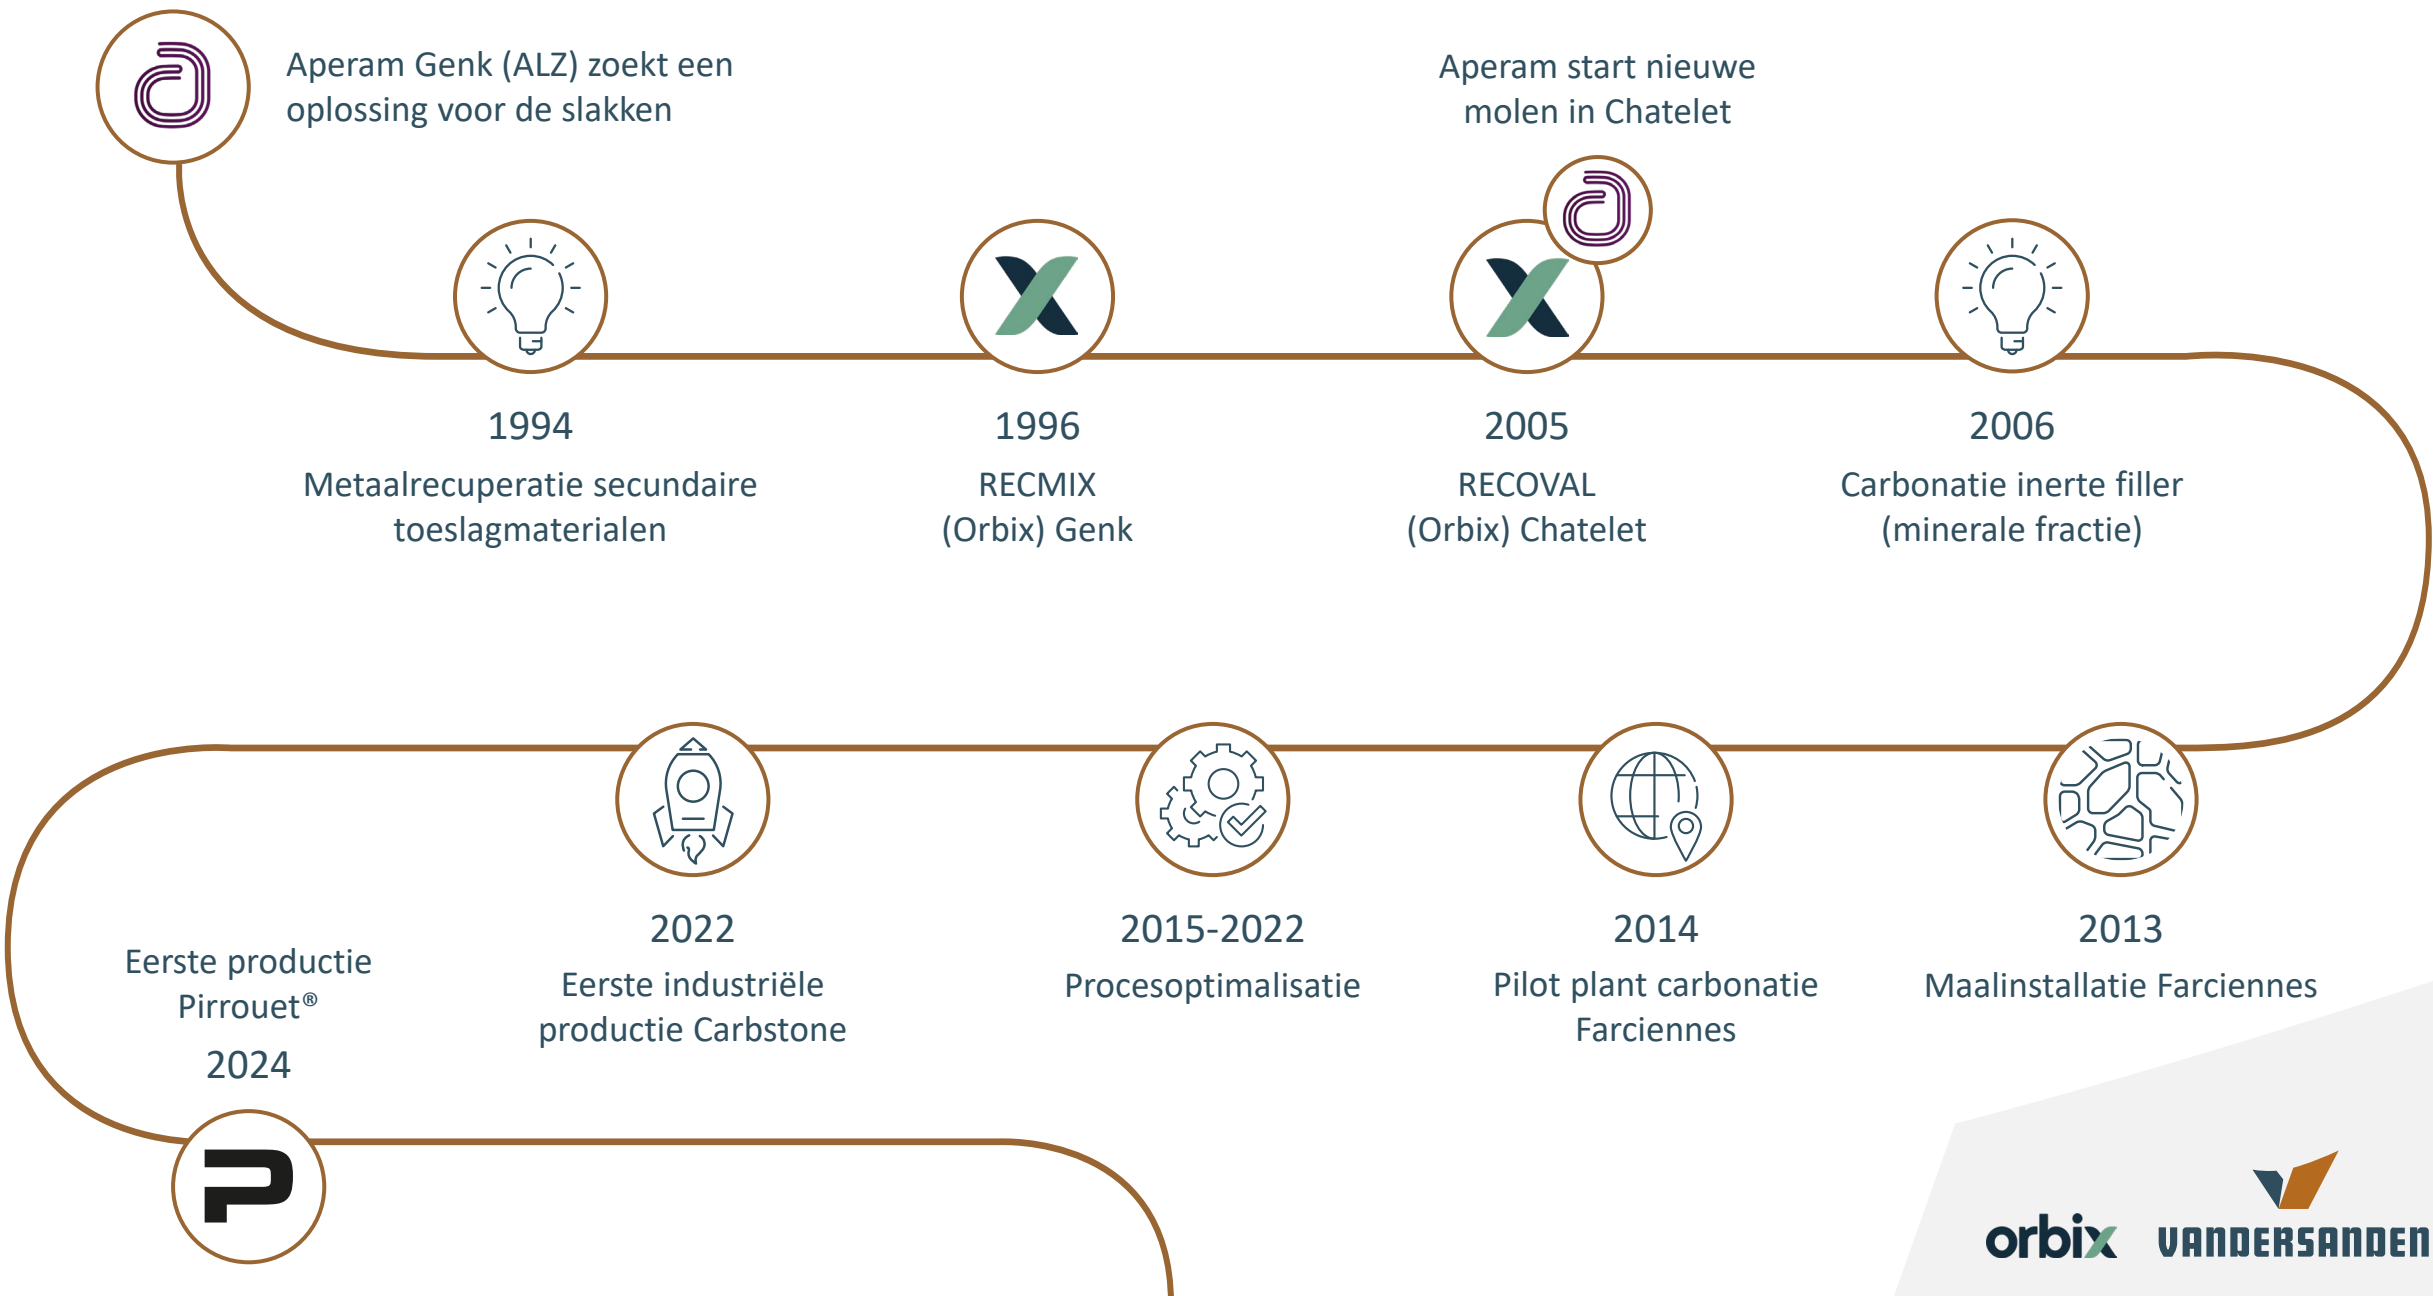 Aperam Genk (ALZ) zoekt een
oplossing voor de slakken
Aperam start nieuwe
molen in Chatelet
1994
Metaalrecuperatie secundaire
toeslagmaterialen
1996
RECMIX
(Orbix) Genk
2005
RECOVAL
(Orbix) Chatelet
2006
Carbonatie inerte filler
(minerale fractie)
2013
Maalinstallatie Farciennes
2014
Pilot plant carbonatie
Farciennes
2015-2022
Procesoptimalisatie
2022
Eerste industriële
productie Carbstone
Eerste productie
Pirrouet®
2024
P
orbix
VANDERSANDEN